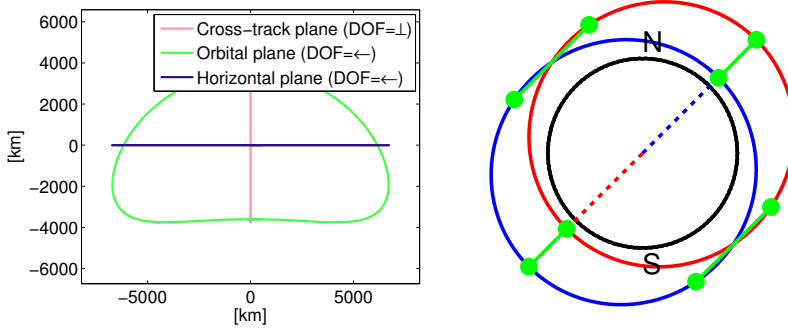 6000
4000
2000
0
−2000
−4000
−6000
[km]
Cross−track plane (DOF=⊥)
Orbital plane (DOF=←)
Horizontal plane (DOF=←)
−5000 0 5000
[km]
N
S